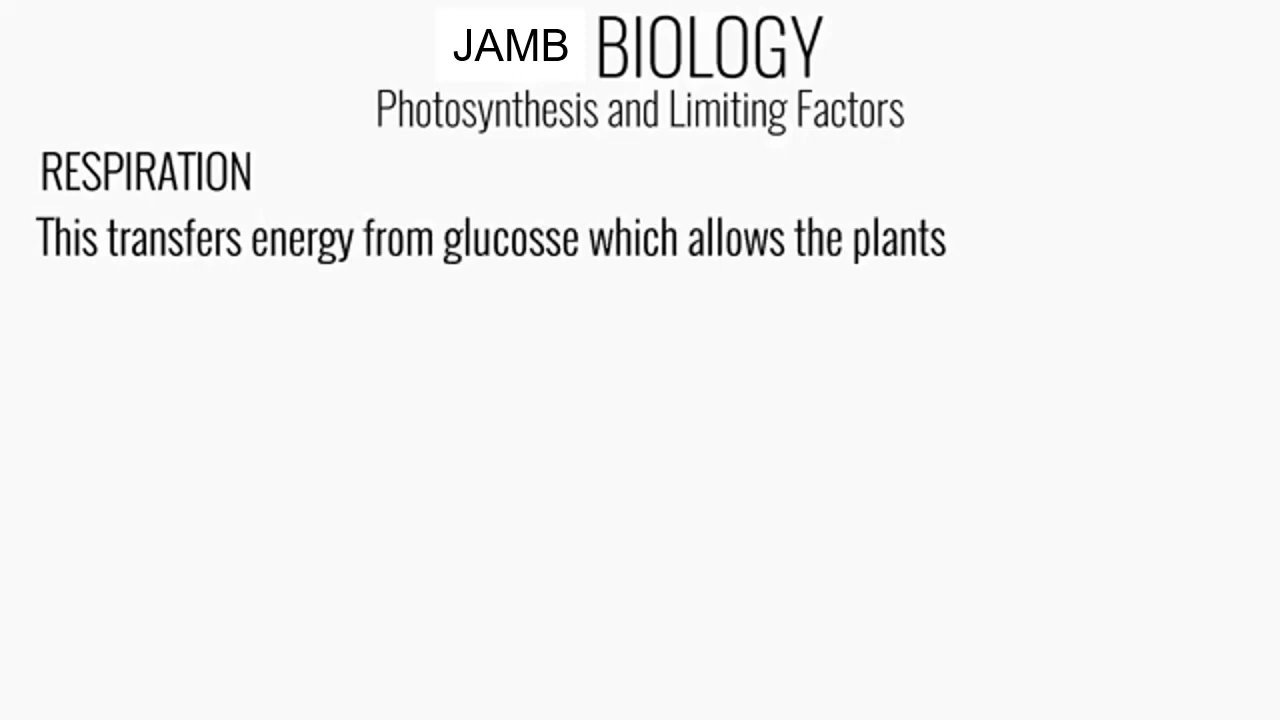 JAMB BIOLOGY
Photosynthesis and Limiting Factors
RESPIRATION
This transfers energy from glucosse which allows the plants